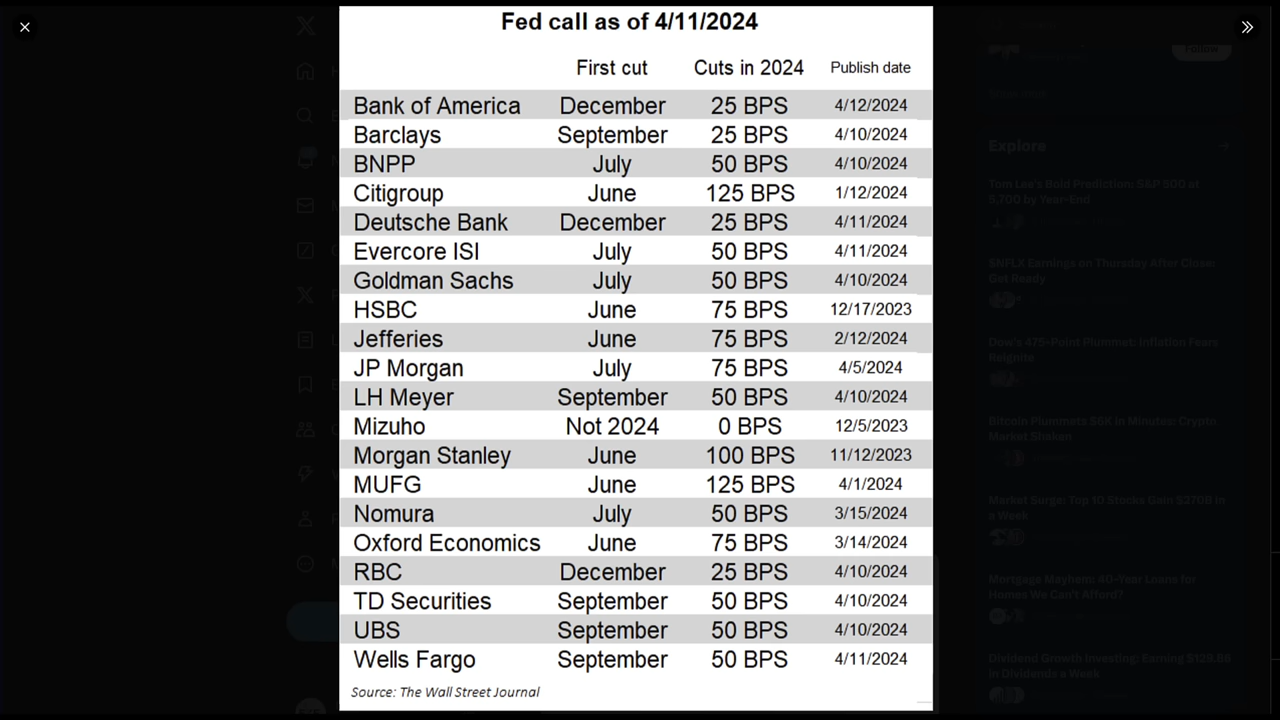 Fed call as of 4/11/2024
First cut Cuts in 2024 Publish date
Bank of America December 25 BPS 4/12/2024
Barclays September 25 BPS 4/10/2024
BNPP July 50 BPS 4/10/2024
Citigroup June 125 BPS 1/12/2024
Deutsche Bank December 25 BPS 4/11/2024
Evercore ISI July 50 BPS 4/11/2024
Goldman Sachs July 50 BPS 4/10/2024
HSBC June 75 BPS 12/17/2023
Jefferies June 75 BPS 2/12/2024
JP Morgan July 75 BPS 4/5/2024
LH Meyer September 50 BPS 4/10/2024
Mizuho Not 2024 0 BPS 12/5/2023
Morgan Stanley June 100 BPS 11/12/2023
MUFG June 125 BPS 4/1/2024
Nomura July 50 BPS 3/15/2024
Oxford Economics June 75 BPS 3/14/2024
RBC December 25 BPS 4/10/2024
TD Securities September 50 BPS 4/10/2024
UBS September 50 BPS 4/10/2024
Wells Fargo September 50 BPS 4/11/2024
Source: The Wall Street Journal
Follow
Explore
Tom Lee's Bold Prediction: S&P 500 at
5,700 by Year-End
$NFLX Earnings on Thursday After Close:
Get Ready
Dow's 475-Point Plummet: Inflation Fears
Reignite
Bitcoin Plummets $6K in Minutes: Crypto
Market Shaken
Market Surge: Top 10 Stocks Gain $270B in
a Week
Mortgage Mayhem: 40-Year Loans for
Homes We Can't Afford?
Dividend Growth Investing: Earning $129.86
in Dividends a Week